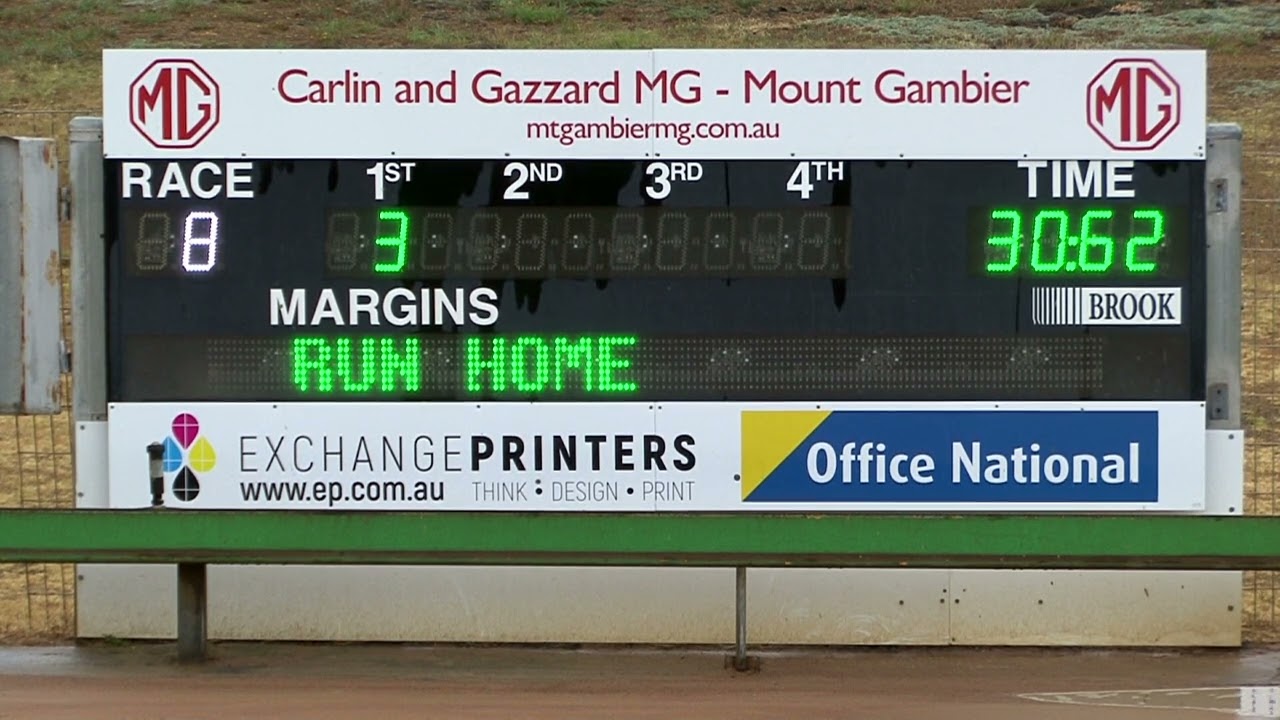 MG Carlin and Gazzard MG - Mount Gambier MG
mtgambiermg.com.au
RACE 1ST 2ND 3RD 4TH TIME
8 3 30:62
MARGINS BROOK
RUN HOME
EXCHANGEPRINTERS
www.ep.com.au THINK • DESIGN • PRINT
Office National